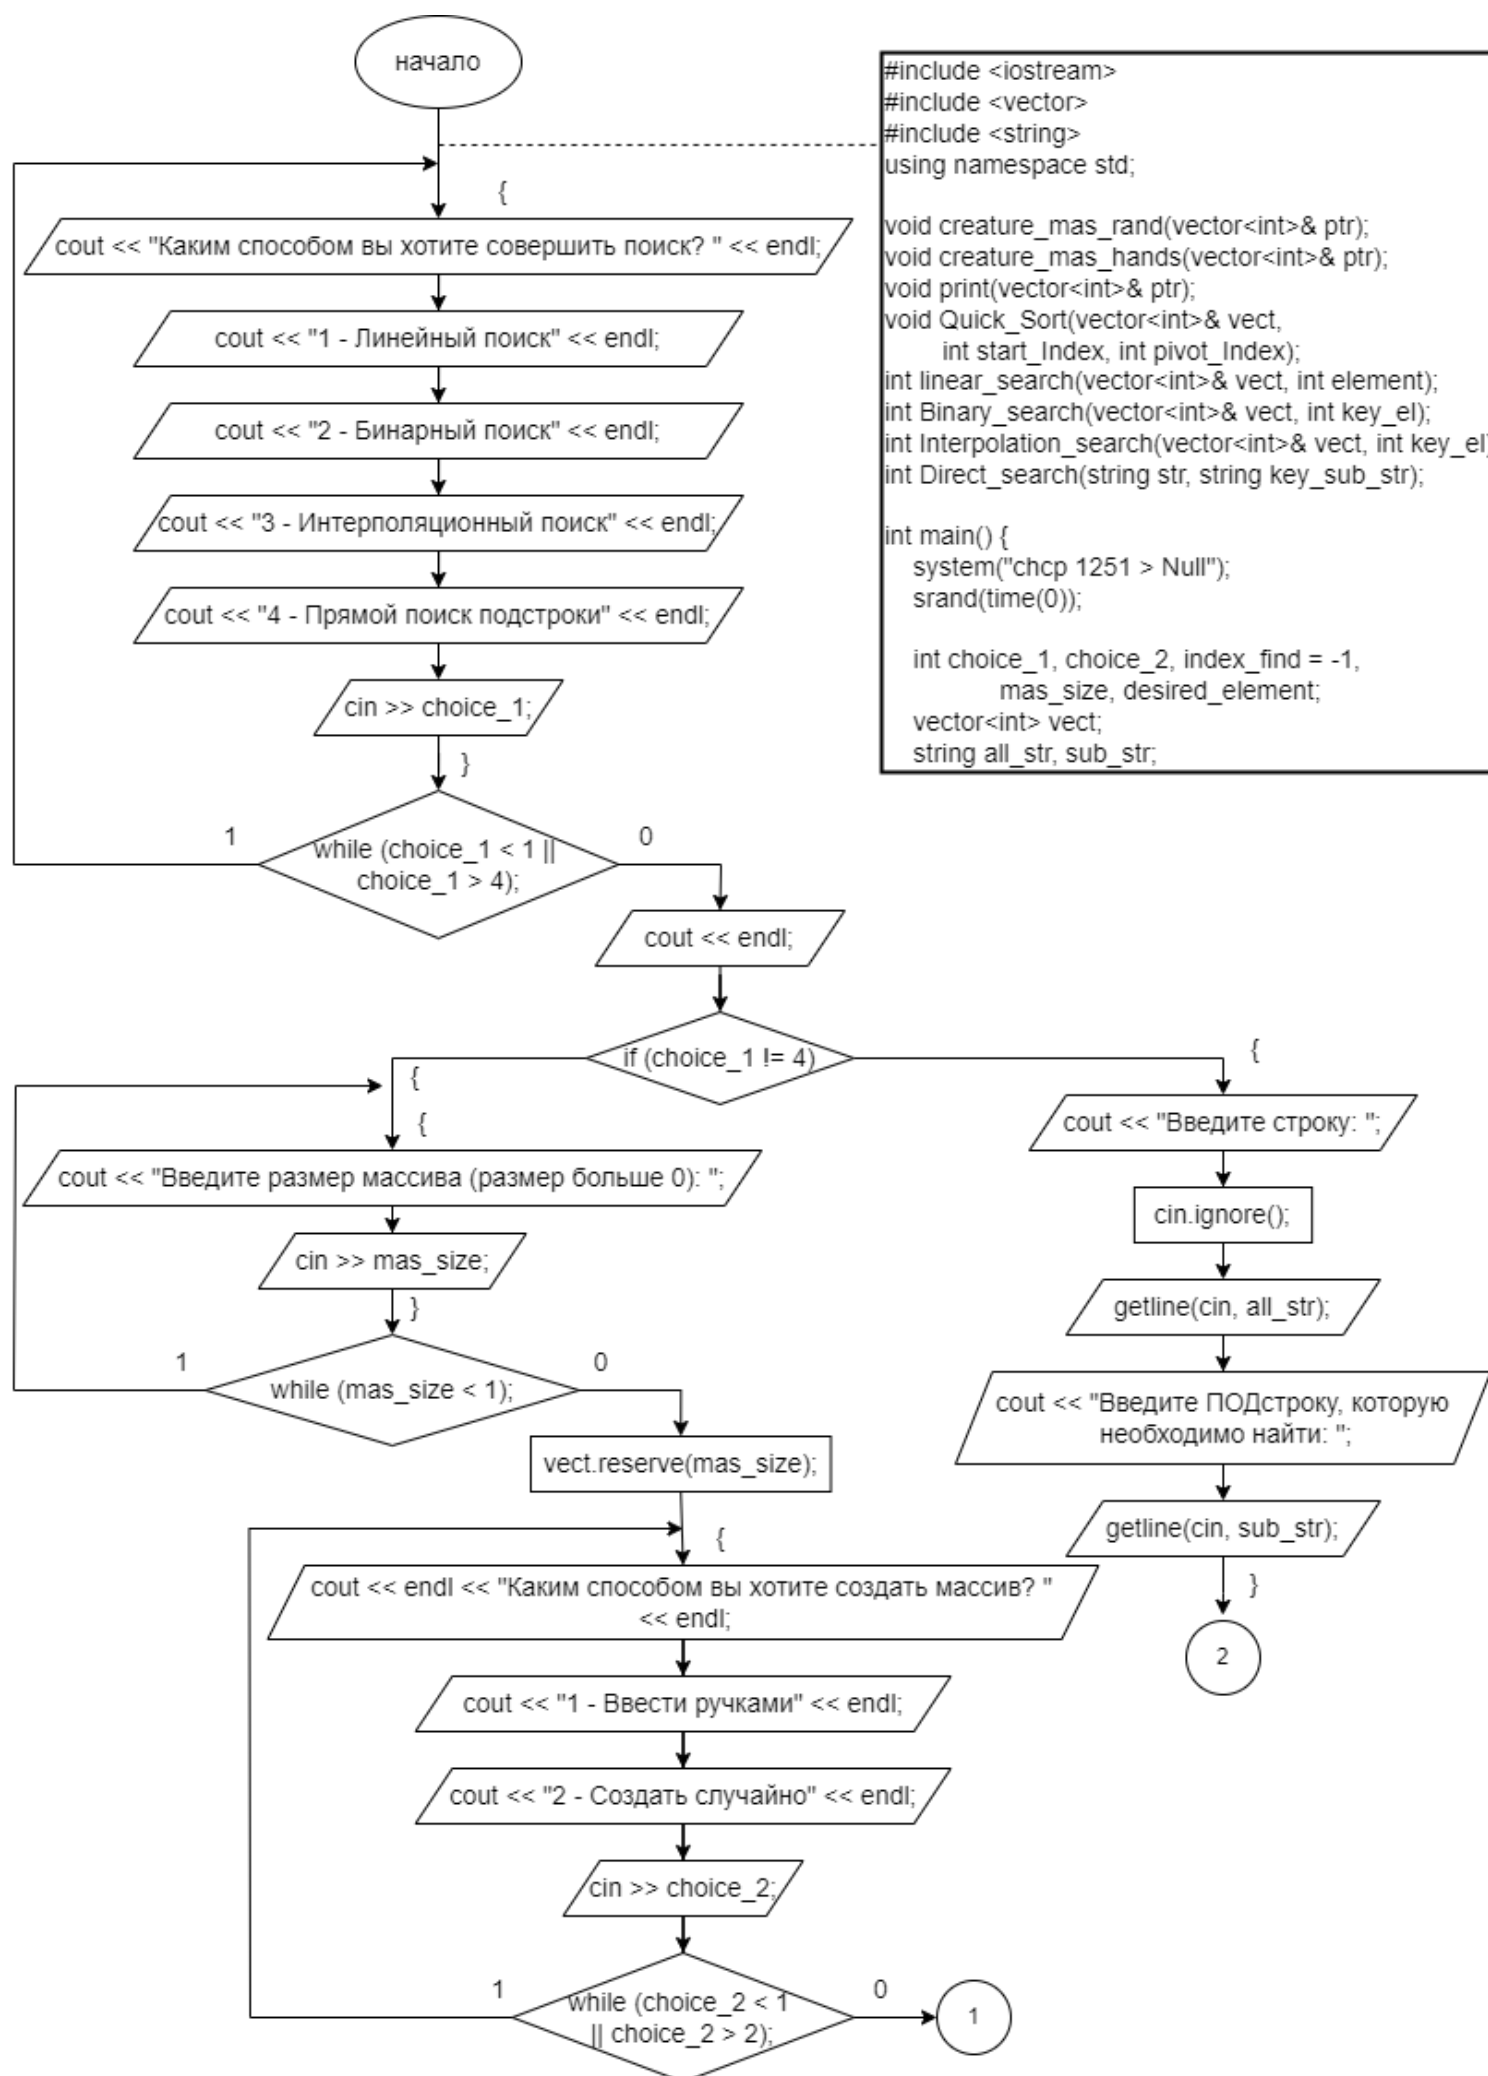 начало
#include <iostream>
#include <vector>
#include <string>
using namespace std;
void creature_mas_rand(vector<int>& ptr);
void creature_mas_hands(vector<int>& ptr);
void print(vector<int>& ptr);
void Quick_Sort(vector<int>& vect,
int start_Index, int pivot_Index);
int linear_search(vector<int>& vect, int element);
int Binary_search(vector<int>& vect, int key_el);
int Interpolation_search(vector<int>& vect, int key_el)
int Direct_search(string str, string key_sub_str);
int main() {
system("chcp 1251 > Null");
srand(time(0));
int choice_1, choice_2, index_find = -1,
mas_size, desired_element;
vector<int> vect;
string all_str, sub_str;
{
cout << "Каким способом вы хотите совершить поиск? " << endl;
cout << "1 - Линейный поиск" << endl;
cout << "2 - Бинарный поиск" << endl;
cout << "3 - Интерполяционный поиск" << endl;
cout << "4 - Прямой поиск подстроки" << endl;
cin >> choice_1;
}
1
while (choice_1 < 1 ||
choice_1 > 4);
0
cout << endl;
if (choice_1 != 4)
{
{
cout << "Введите размер массива (размер больше 0): ";
cin >> mas_size;
}
1
while (mas_size < 1);
0
vect.reserve(mas_size);
{
cout << endl << "Каким способом вы хотите создать массив? "
<< endl;
cout << "1 - Ввести ручками" << endl;
cout << "2 - Создать случайно" << endl;
cin >> choice_2;
1
while (choice_2 < 1
|| choice_2 > 2);
0
1
{
cout << "Введите строку: ";
cin.ignore();
getline(cin, all_str);
cout << "Введите ПОДстроку, которую
необходимо найти: ";
getline(cin, sub_str);
}
2